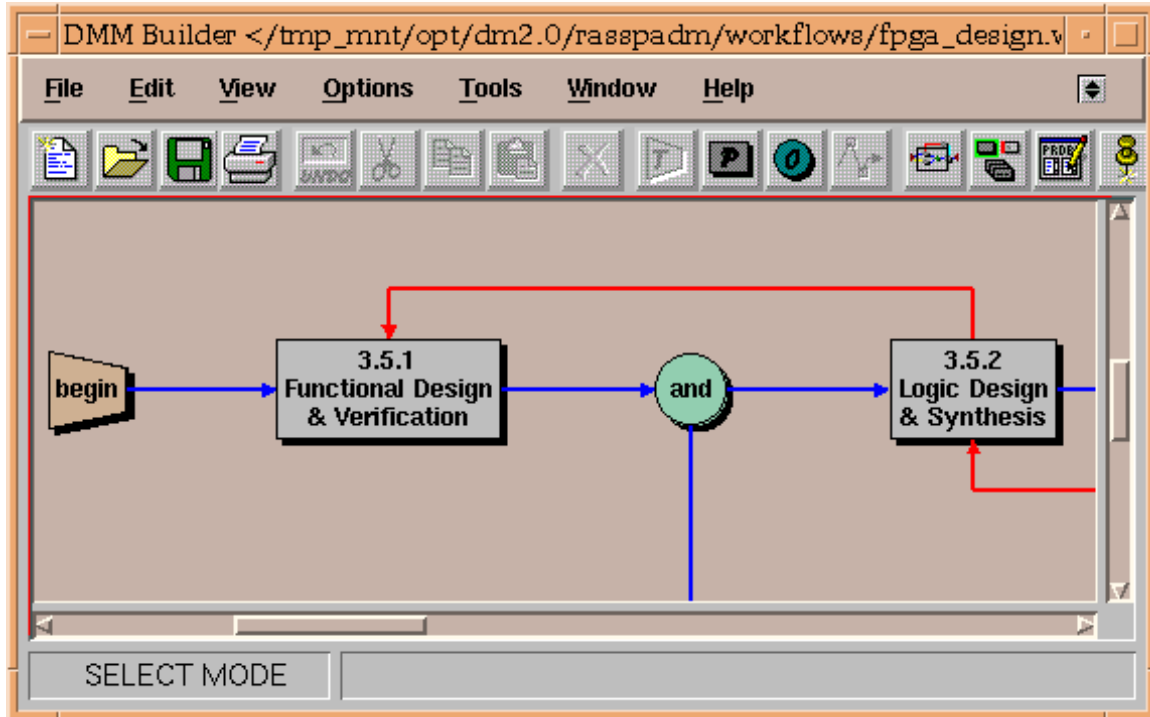 DMM Builder </tmp_mnt/opt/dm2.0/rasspadm/workflows/fpga_design.v
File Edit View Options Tools Window Help
UNDO T P O PROB
3.5.1
Functional Design
& Verification
begin
and
3.5.2
Logic Design
& Synthesis
SELECT MODE